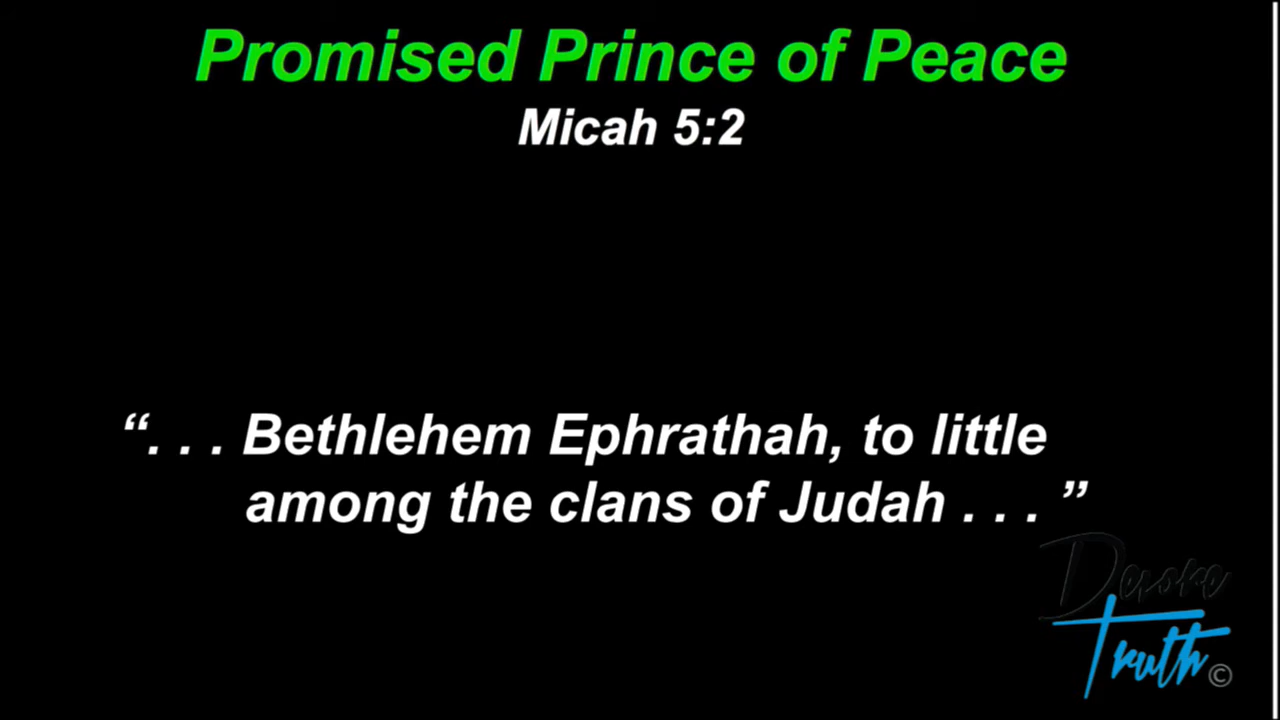 Promised Prince of Peace
Micah 5:2
“. . . Bethlehem Ephrathah, to little
among the clans of Judah . . . ”
Truth ©